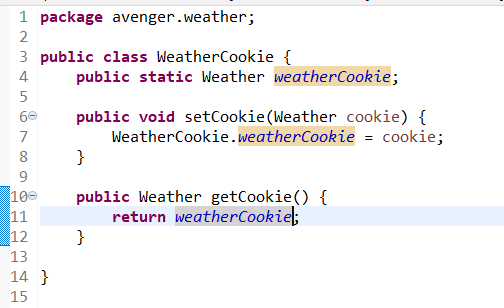 1 package avenger.weather;
2
3 public class WeatherCookie {
4     public static Weather weatherCookie;
5
6     public void setCookie(Weather cookie) {
7         WeatherCookie.weatherCookie = cookie;
8     }
9
10     public Weather getCookie() {
11         return weatherCookie;
12     }
13
14 }
15